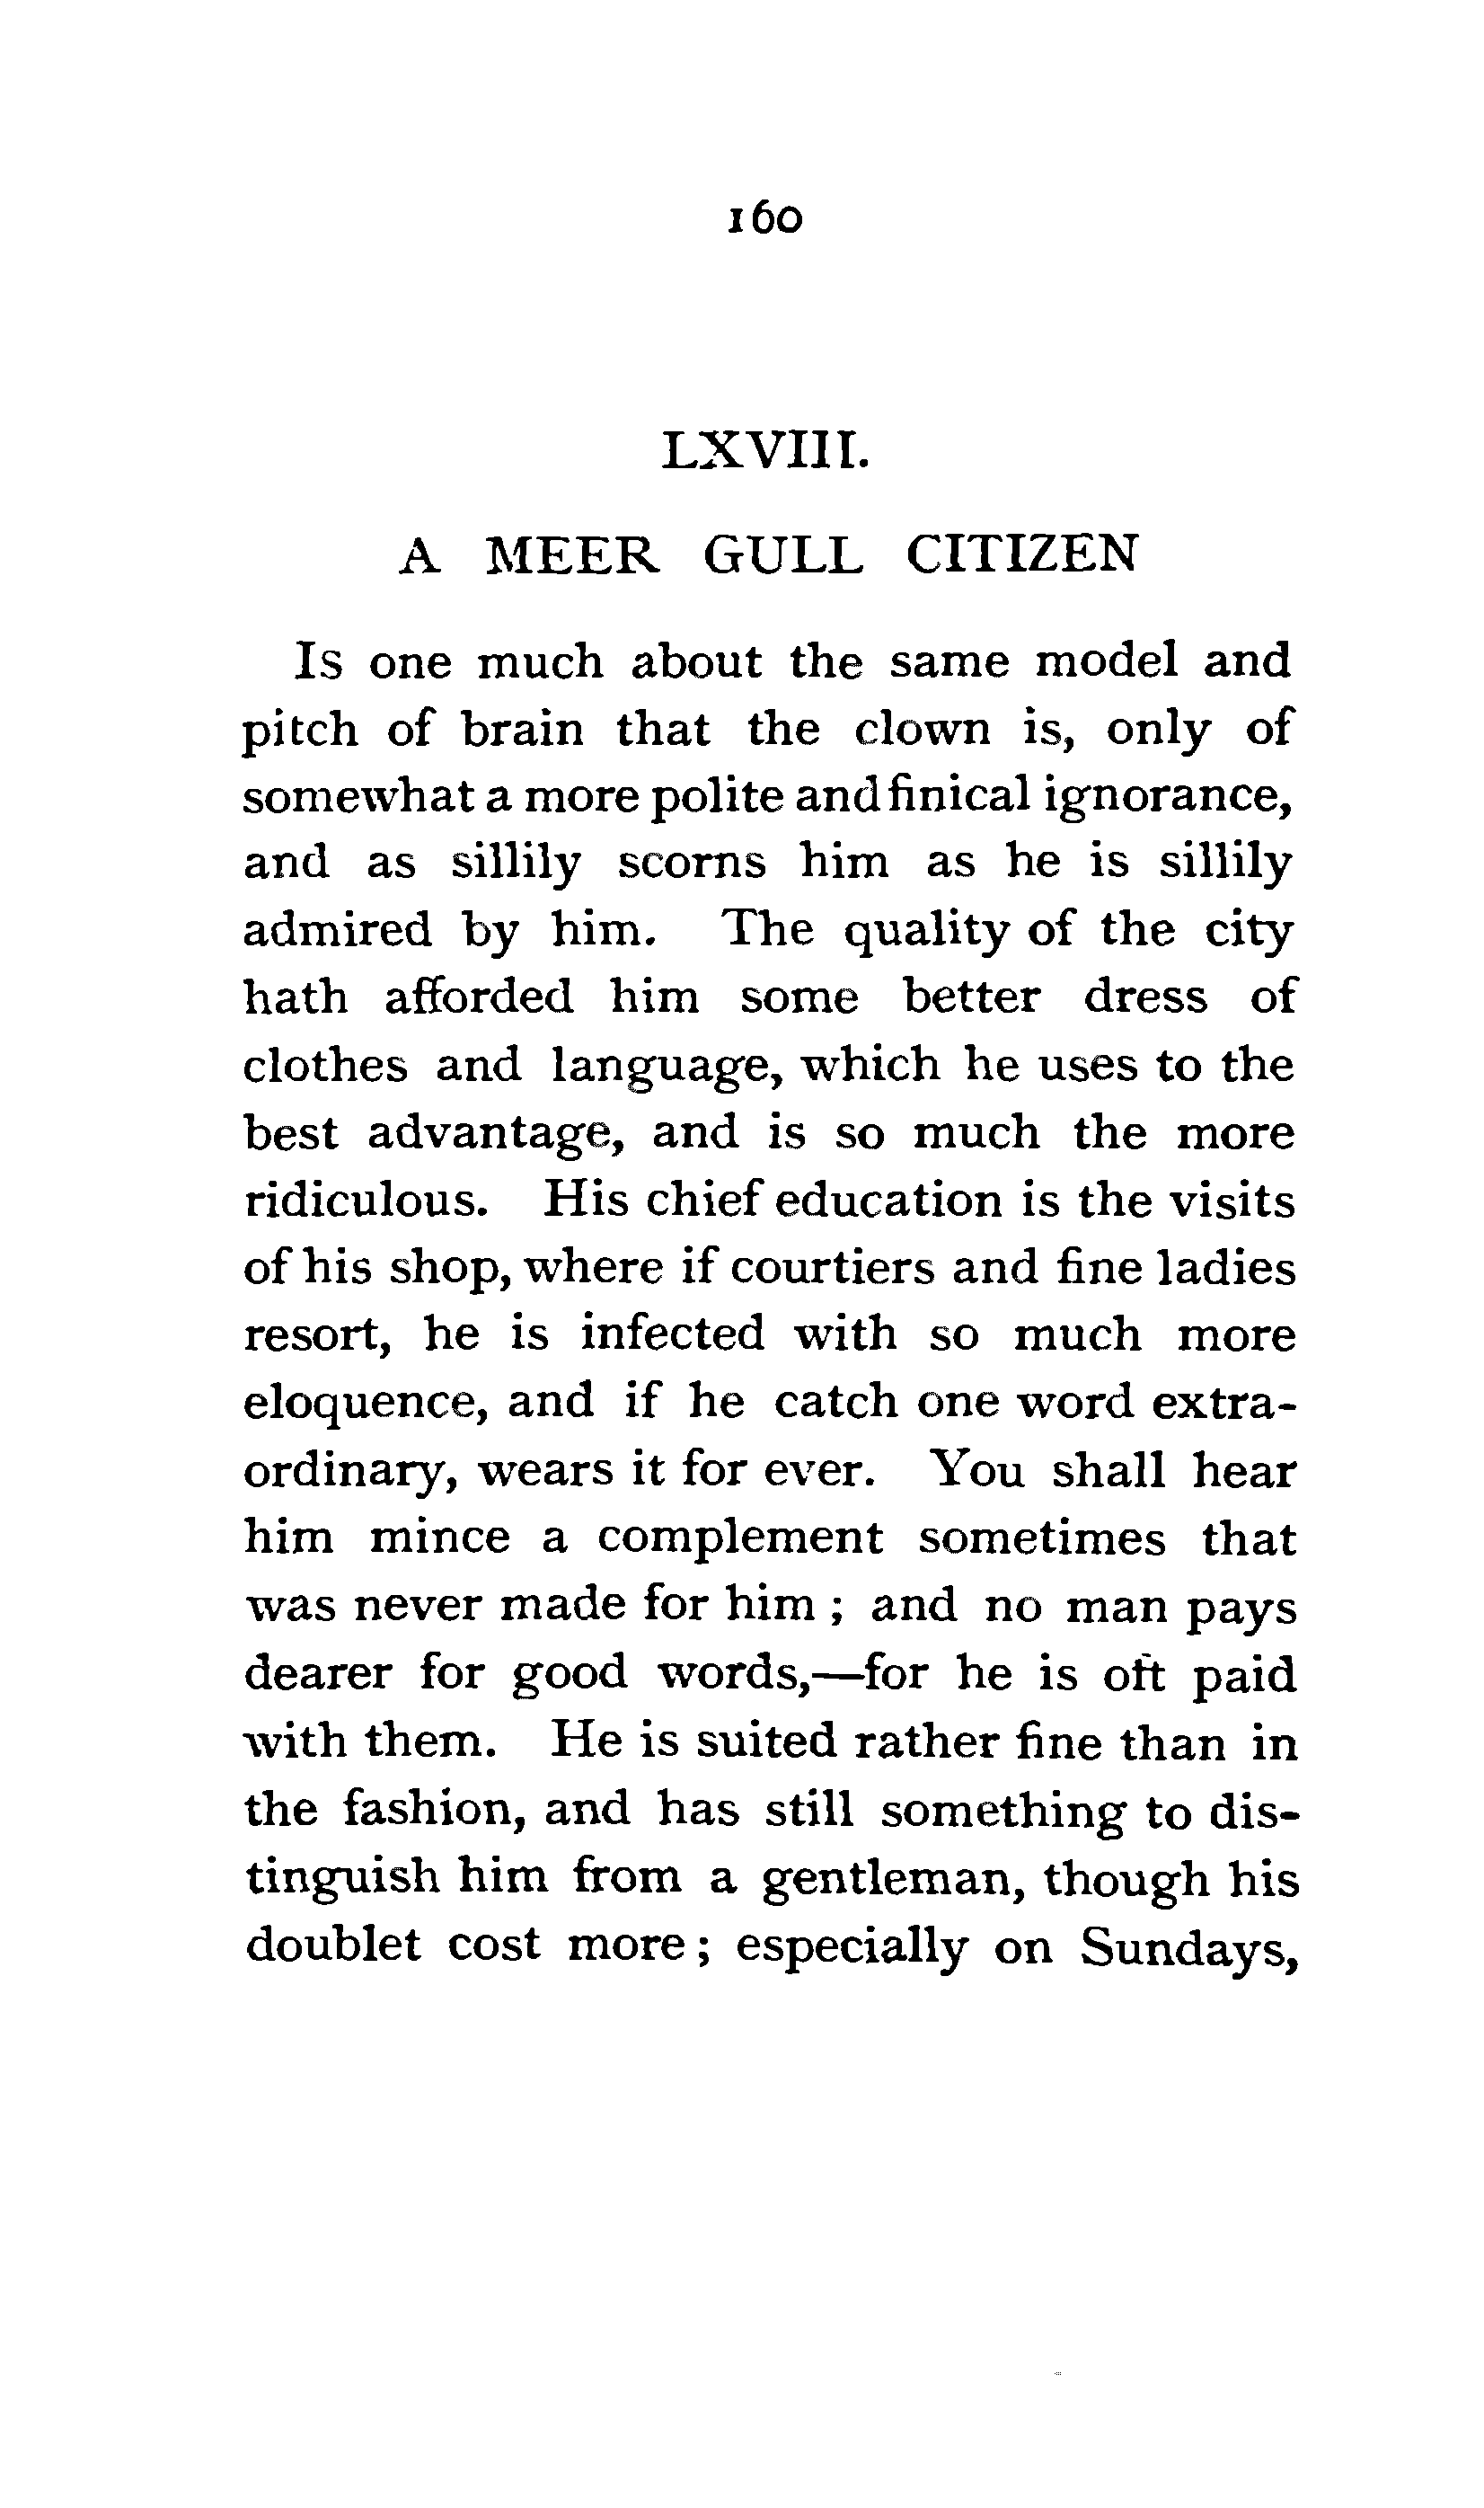 160
LXVIII.
A MEER GULL CITIZEN
Is one much about the same model and
pitch of brain that the clown is, only of
somewhat a more polite and finical ignorance,
and as sillily scorns him as he is sillily
admired by him. The quality of the city
hath afforded him some better dress of
clothes and language, which he uses to the
best advantage, and is so much the more
ridiculous. His chief education is the visits
of his shop, where if courtiers and fine ladies
resort, he is infected with so much more
eloquence, and if he catch one word extra-
ordinary, wears it for ever. You shall hear
him mince a complement sometimes that
was never made for him ; and no man pays
dearer for good words,—for he is oft paid
with them. He is suited rather fine than in
the fashion, and has still something to dis-
tinguish him from a gentleman, though his
doublet cost more ; especially on Sundays,